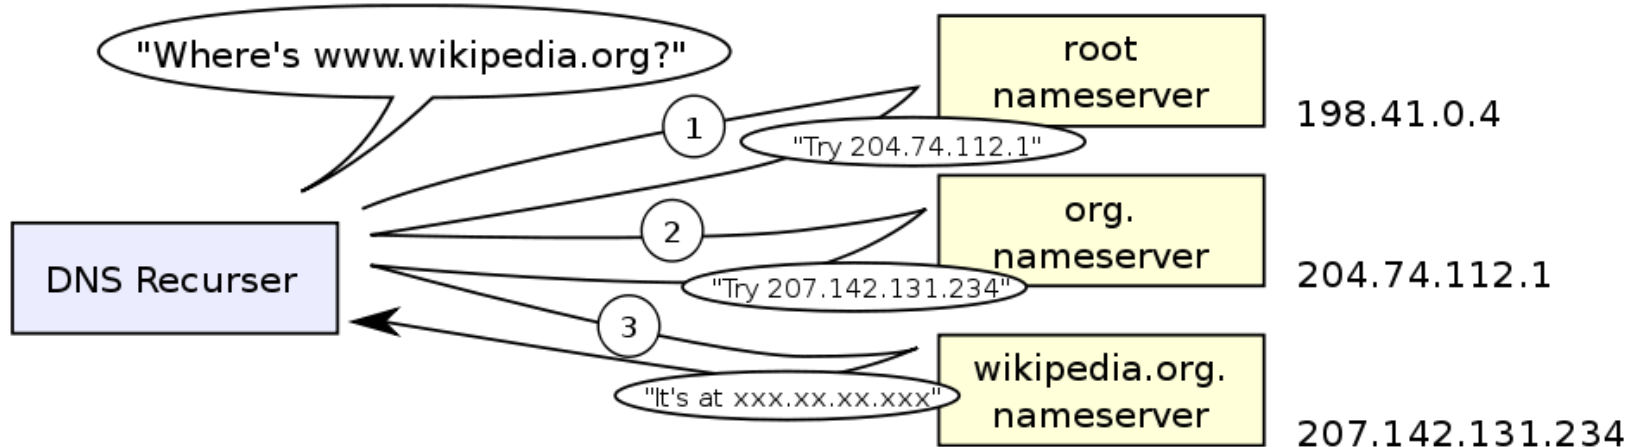 "Where's www.wikipedia.org?"
root
nameserver
198.41.0.4
1
"Try 204.74.112.1"
org.
nameserver
204.74.112.1
2
"Try 207.142.131.234"
DNS Recurser
3
wikipedia.org.
nameserver
207.142.131.234
"It's at xxx.xx.xx.xxx"